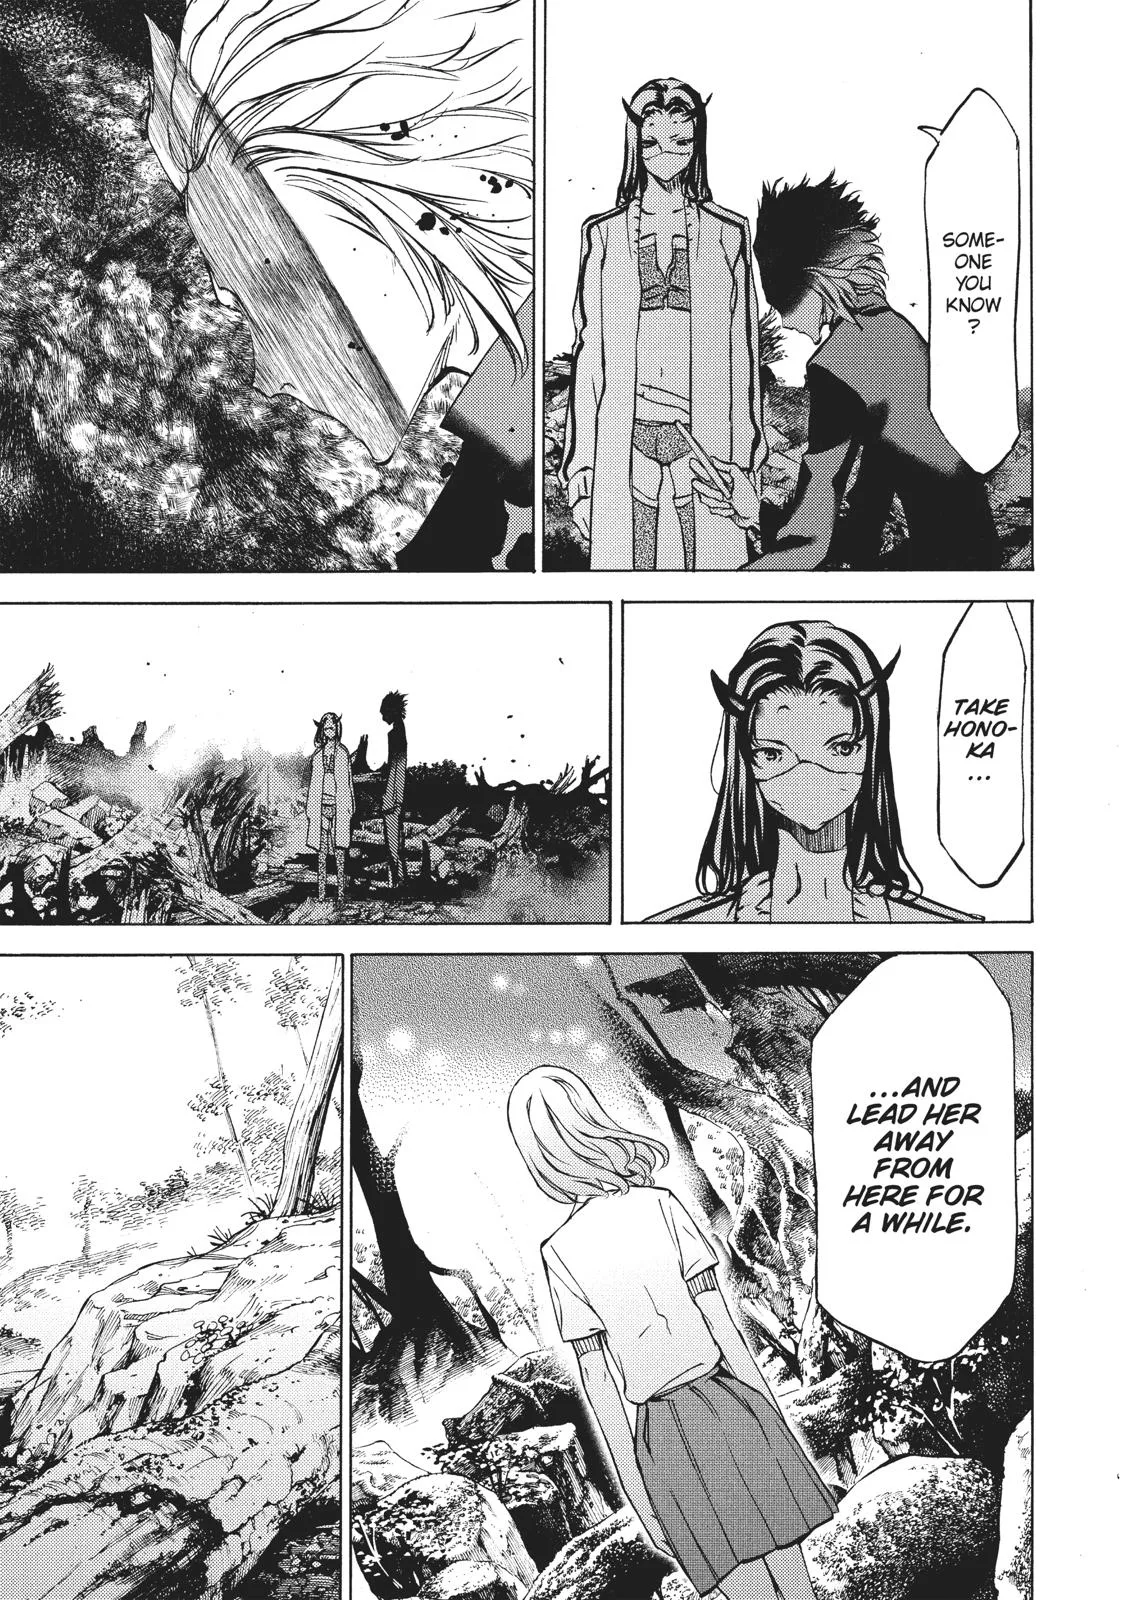 SOME-
ONE
YOU
KNOW
?
TAKE
HONO-
KA
...
...AND
LEAD HER
AWAY
FROM
HERE FOR
A WHILE.